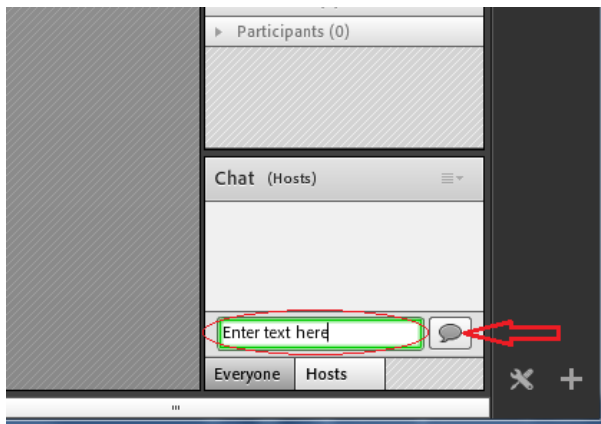 Participants (0)
Chat (Hosts)
Enter text here
Everyone Hosts